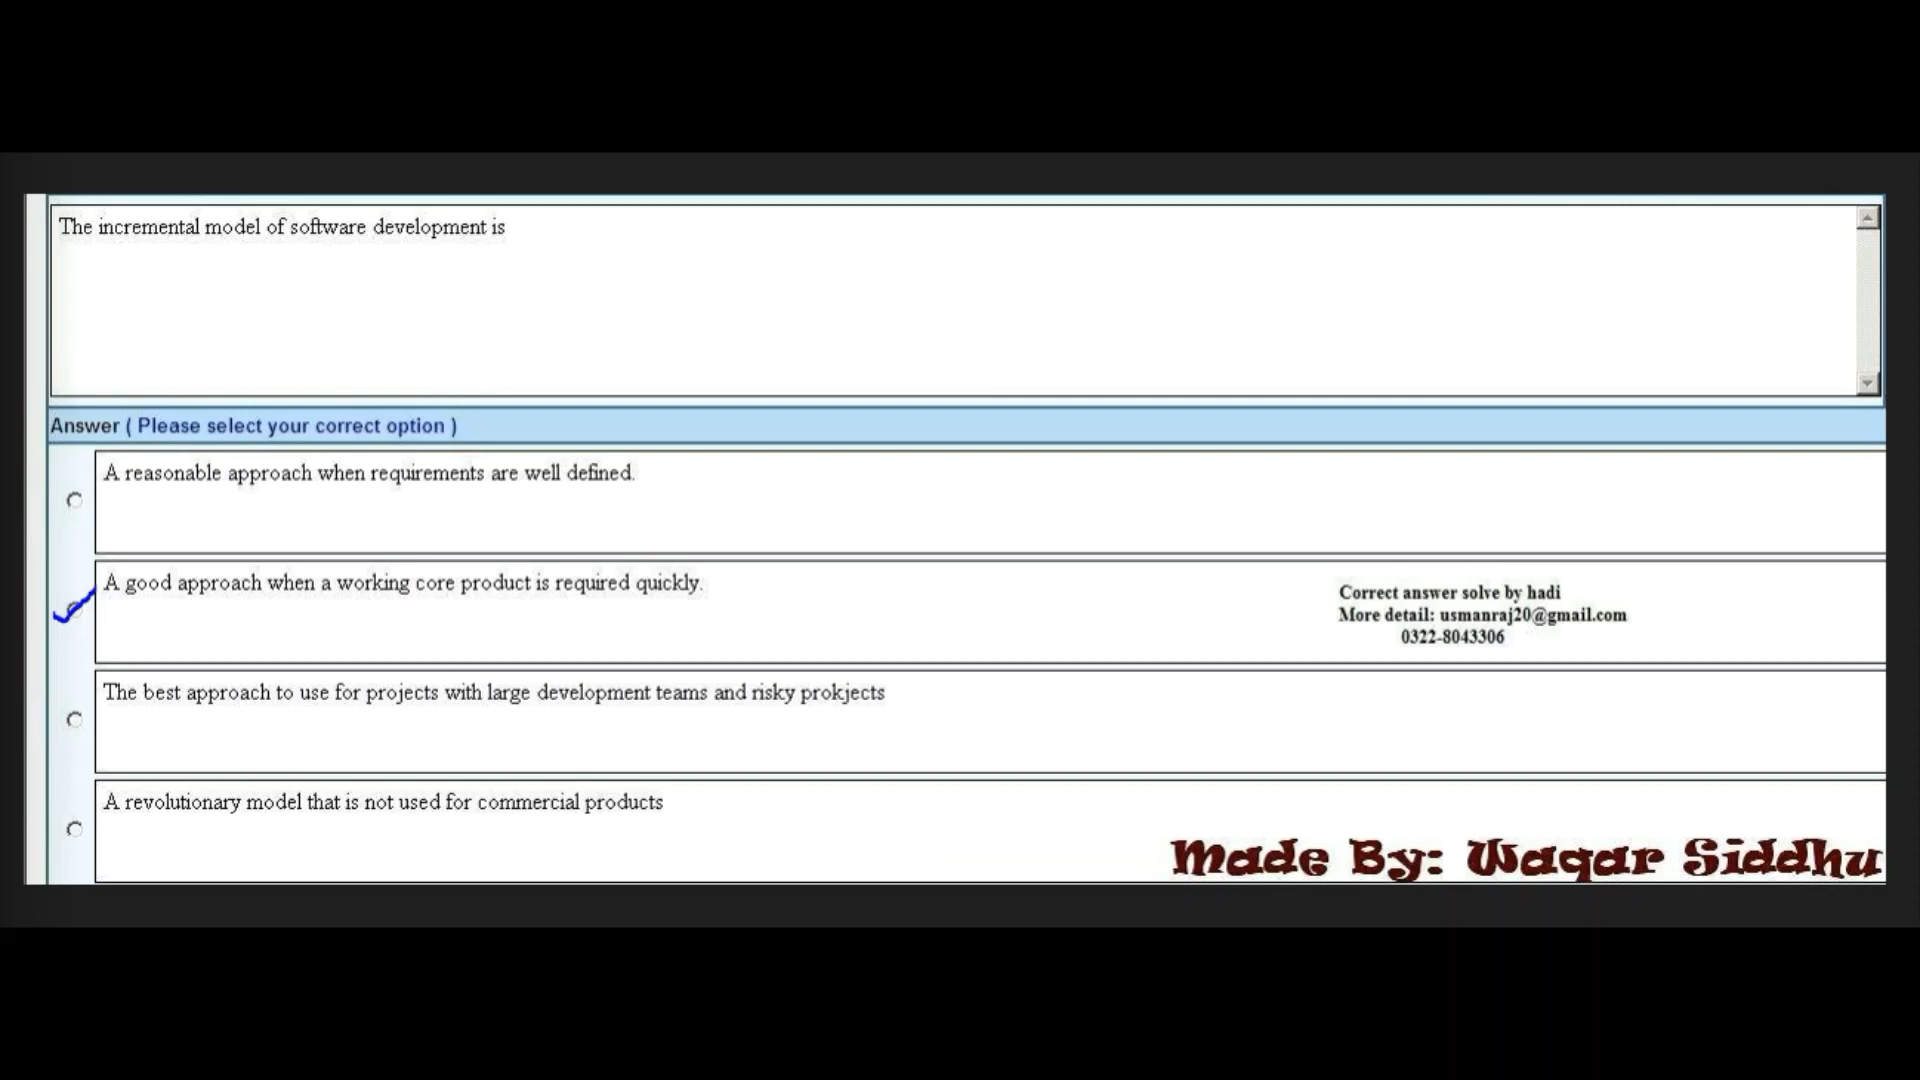 The incremental model of software development is
Answer ( Please select your correct option )
A reasonable approach when requirements are well defined.
A good approach when a working core product is required quickly.
Correct answer solve by hadi
More detail: usmanraj20@gmail.com
0322-8043306
The best approach to use for projects with large development teams and risky prokjects
A revolutionary model that is not used for commercial products
Made By: Waqar Siddhu